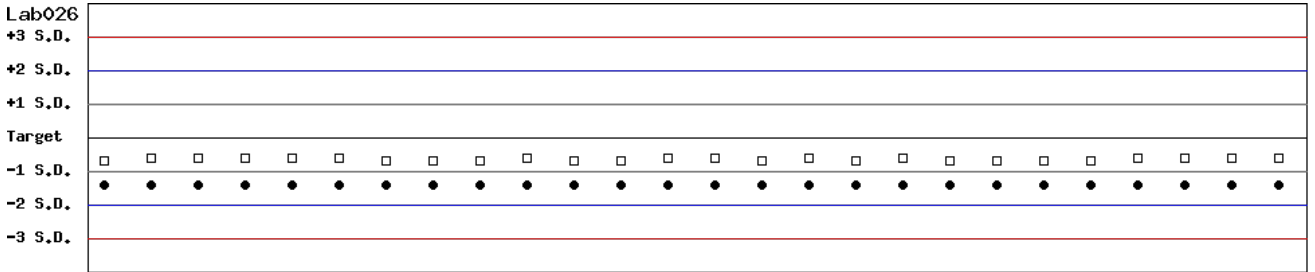 Lab026
+3 S.D.
+2 S.D.
+1 S.D.
Target
-1 S.D.
-2 S.D.
-3 S.D.